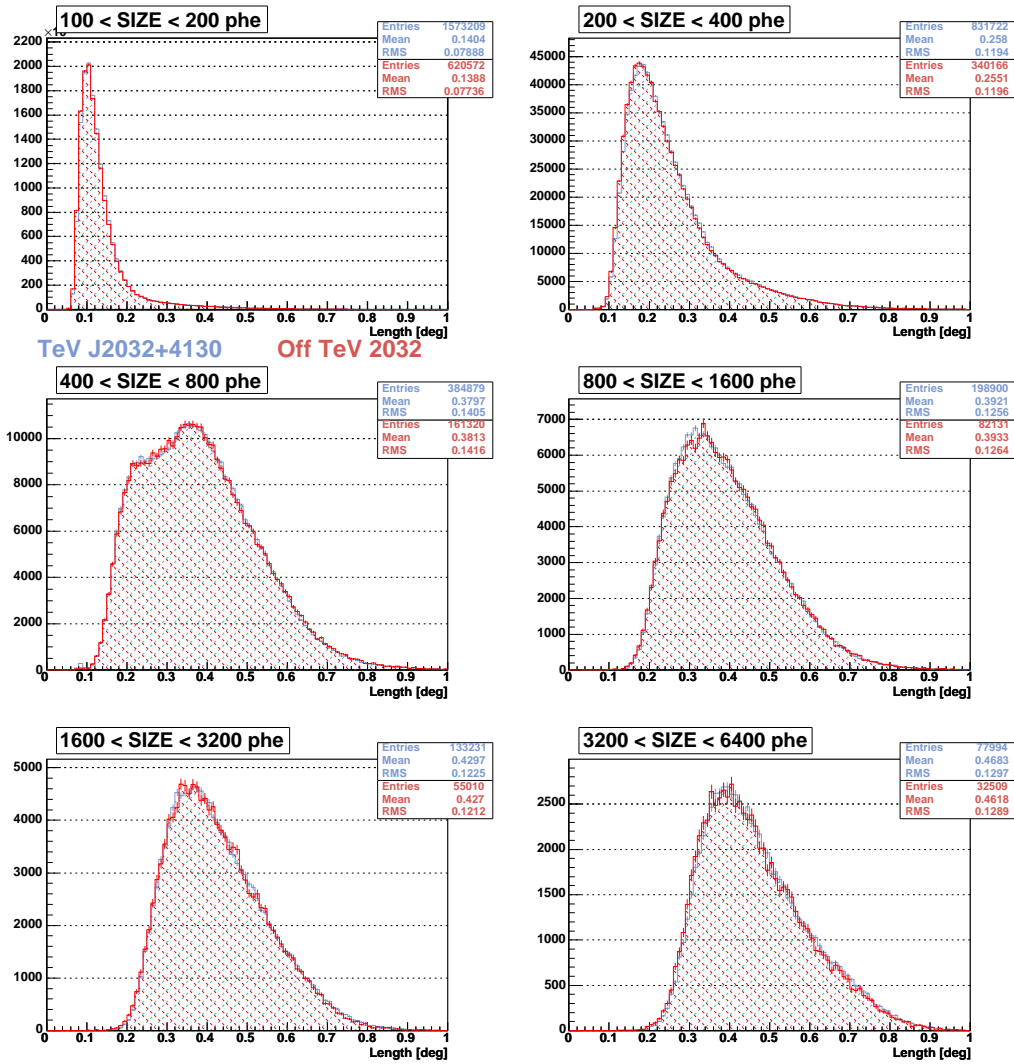 100 < SIZE < 200 phe
Entries 1573209
Mean 0.1404
RMS 0.07888
Entries 620572
Mean 0.1388
RMS 0.07736
2200
2000
1800
1600
1400
1200
1000
800
600
400
200
0
0 0.1 0.2 0.3 0.4 0.5 0.6 0.7 0.8 0.9 1
Length [deg]
200 < SIZE < 400 phe
Entries 831722
Mean 0.258
RMS 0.1194
Entries 340166
Mean 0.2551
RMS 0.1196
45000
40000
35000
30000
25000
20000
15000
10000
5000
0
0 0.1 0.2 0.3 0.4 0.5 0.6 0.7 0.8 0.9 1
Length [deg]
TeV J2032+4130 Off TeV 2032
400 < SIZE < 800 phe
Entries 384879
Mean 0.3797
RMS 0.1405
Entries 161320
Mean 0.3813
RMS 0.1416
10000
8000
6000
4000
2000
0
0 0.1 0.2 0.3 0.4 0.5 0.6 0.7 0.8 0.9 1
Length [deg]
800 < SIZE < 1600 phe
Entries 198900
Mean 0.3921
RMS 0.1256
Entries 82131
Mean 0.3933
RMS 0.1264
7000
6000
5000
4000
3000
2000
1000
0
0 0.1 0.2 0.3 0.4 0.5 0.6 0.7 0.8 0.9 1
Length [deg]
1600 < SIZE < 3200 phe
Entries 133231
Mean 0.4297
RMS 0.1225
Entries 55010
Mean 0.427
RMS 0.1212
5000
4000
3000
2000
1000
0
0 0.1 0.2 0.3 0.4 0.5 0.6 0.7 0.8 0.9 1
Length [deg]
3200 < SIZE < 6400 phe
Entries 77994
Mean 0.4683
RMS 0.1297
Entries 32509
Mean 0.4618
RMS 0.1289
2500
2000
1500
1000
500
0
0 0.1 0.2 0.3 0.4 0.5 0.6 0.7 0.8 0.9 1
Length [deg]